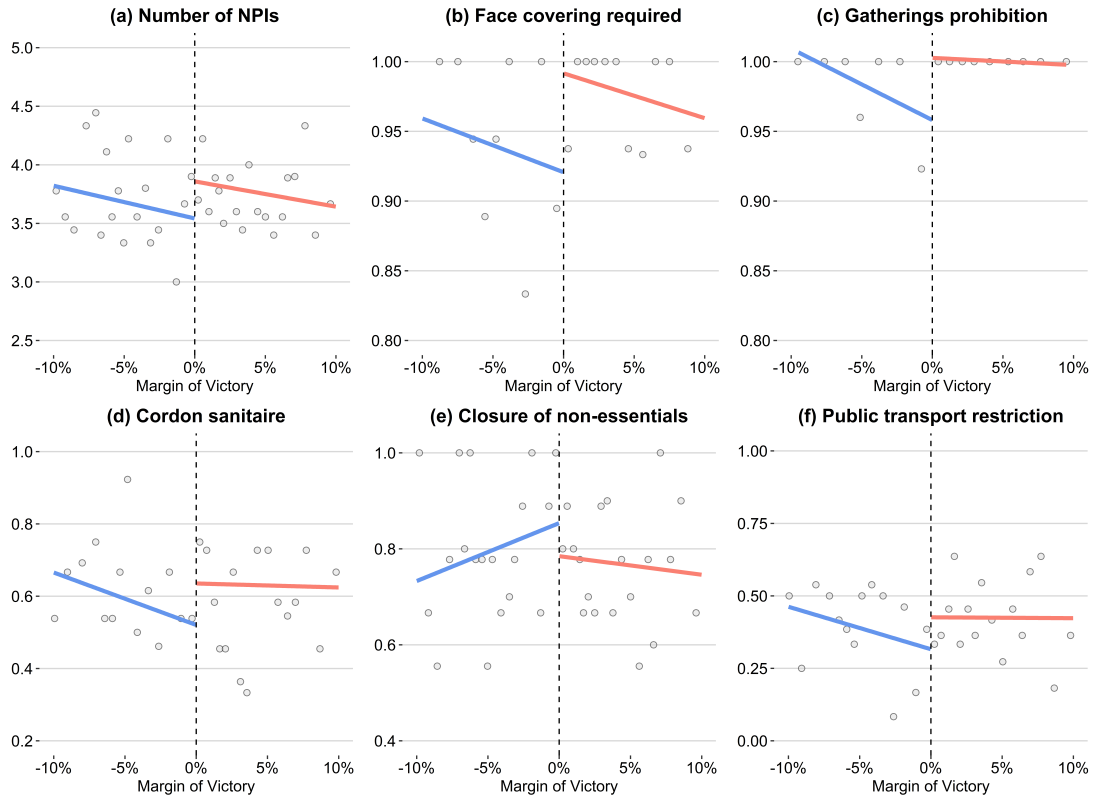 (a) Number of NPIs
5.0
4.5
4.0
3.5
3.0
2.5
-10% -5% 0% 5% 10%
Margin of Victory
(b) Face covering required
1.00
0.95
0.90
0.85
0.80
-10% -5% 0% 5% 10%
Margin of Victory
(c) Gatherings prohibition
1.00
0.95
0.90
0.85
0.80
-10% -5% 0% 5% 10%
Margin of Victory
(d) Cordon sanitaire
1.0
0.8
0.6
0.4
0.2
-10% -5% 0% 5% 10%
Margin of Victory
(e) Closure of non-essentials
1.0
0.8
0.6
0.4
-10% -5% 0% 5% 10%
Margin of Victory
(f) Public transport restriction
1.00
0.75
0.50
0.25
0.00
-10% -5% 0% 5% 10%
Margin of Victory